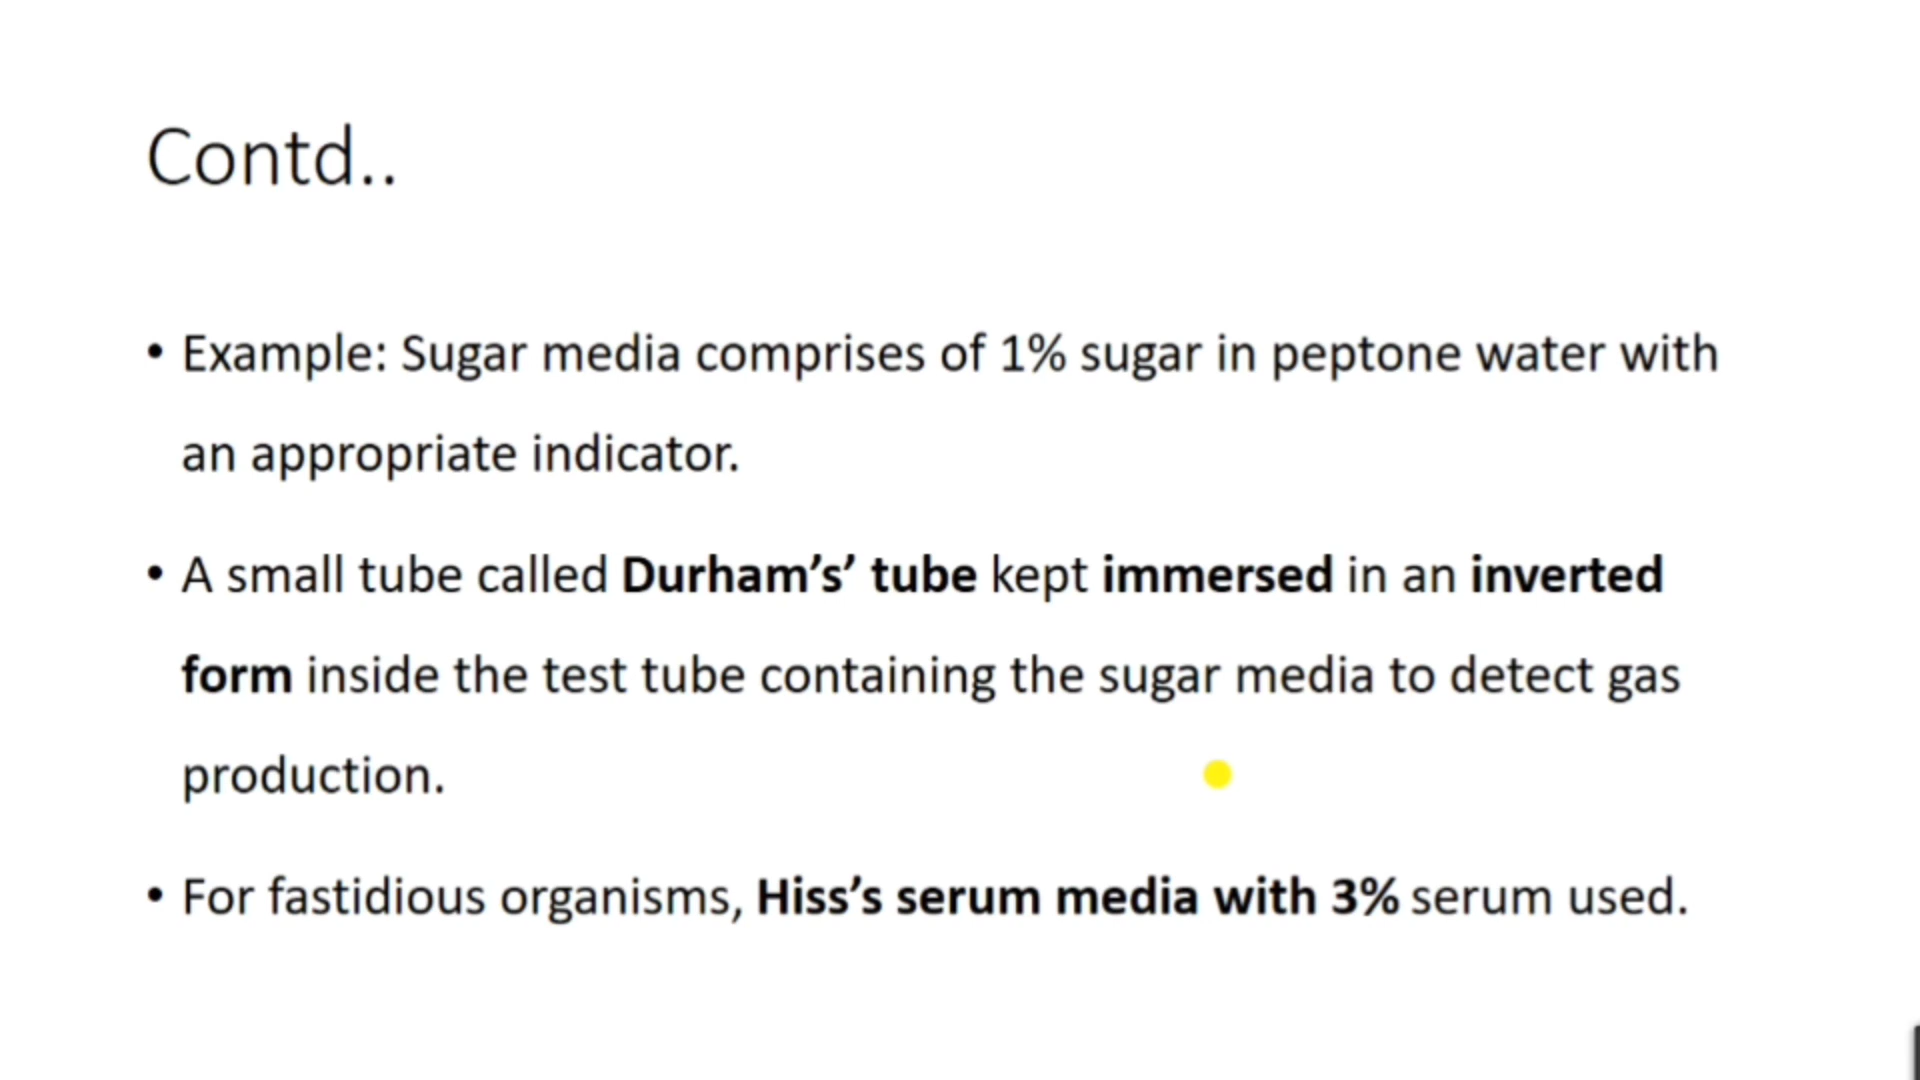 Contd..
• Example: Sugar media comprises of 1% sugar in peptone water with
an appropriate indicator.
• A small tube called Durham’s’ tube kept immersed in an inverted
form inside the test tube containing the sugar media to detect gas
production.
• For fastidious organisms, Hiss’s serum media with 3% serum used.